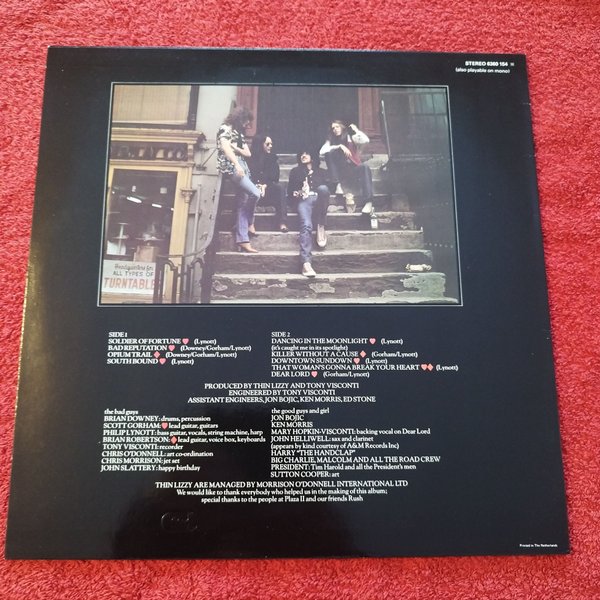 STEREO 6360 164
(also playable on mono)
Headquarters for:
ALL TYPES OF
TURNTABLE
SIDE 1
SOLDIER OF FORTUNE (Lynott)
BAD REPUTATION (Downey/Gorham/Lynott)
OPIUM TRAIL (Downey/Gorham/Lynott)
SOUTH BOUND (Lynott)
SIDE 2
DANCING IN THE MOONLIGHT (Lynott)
(it's caught me in its spotlight)
KILLER WITHOUT A CAUSE (Gorham/Lynott)
DOWNTOWN SUNDOWN (Lynott)
THAT WOMAN'S GONNA BREAK YOUR HEART (Lynott)
DEAR LORD (Gorham/Lynott)
PRODUCED BY THIN LIZZY AND TONY VISCONTI
ENGINEERED BY TONY VISCONTI
ASSISTANT ENGINEERS, JON BOJIC, KEN MORRIS, ED STONE
the bad guys
BRIAN DOWNEY: drums, percussion
SCOTT GORHAM: lead guitar, guitars
PHILIP LYNOTT: bass guitar, vocals, string machine, harp
BRIAN ROBERTSON: lead guitar, voice box, keyboards
TONY VISCONTI: recorder
CHRIS O'DONNELL: art co-ordination
CHRIS MORRISON: jet set
JOHN SLATTERY: happy birthday
the good guys and girl
JON BOJIC
KEN MORRIS
MARY HOPKIN-VISCONTI: backing vocal on Dear Lord
JOHN HELLIWELL: sax and clarinet
(appears by kind courtesy of A&M Records Inc)
HARRY "THE HANDCLAP"
BIG CHARLIE, MALCOLM AND ALL THE ROAD CREW
PRESIDENT: Tim Harold and all the President's men
SUTTON COOPER: art
THIN LIZZY ARE MANAGED BY MORRISON O'DONNELL INTERNATIONAL LTD
We would like to thank everybody who helped us in the making of this album;
special thanks to the people at Plaza II and our friends Rush
Printed in The Netherlands